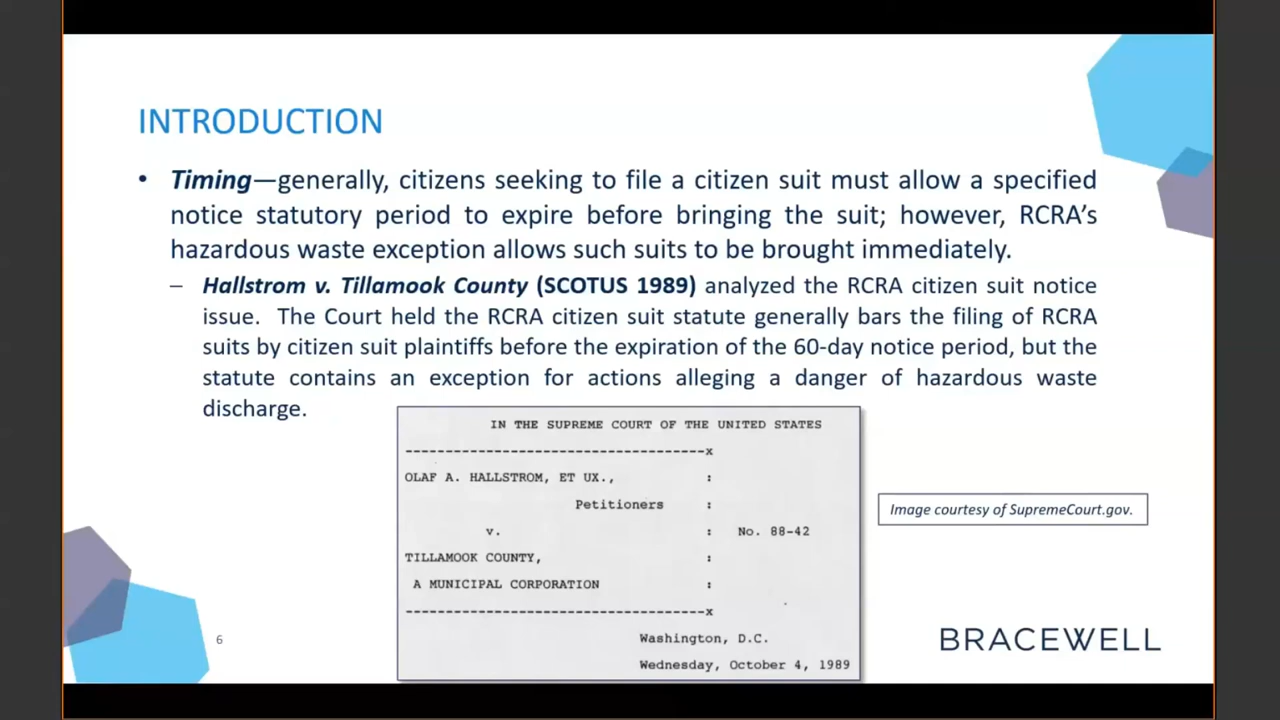 INTRODUCTION
• Timing—generally, citizens seeking to file a citizen suit must allow a specified
notice statutory period to expire before bringing the suit; however, RCRA’s
hazardous waste exception allows such suits to be brought immediately.
– Hallstrom v. Tillamook County (SCOTUS 1989) analyzed the RCRA citizen suit notice
issue. The Court held the RCRA citizen suit statute generally bars the filing of RCRA
suits by citizen suit plaintiffs before the expiration of the 60-day notice period, but the
statute contains an exception for actions alleging a danger of hazardous waste
discharge.
IN THE SUPREME COURT OF THE UNITED STATES
-----------------------------------x
OLAF A. HALLSTROM, ET UX., :
Petitioners :
v. : No. 88-42
TILLAMOOK COUNTY, :
A MUNICIPAL CORPORATION :
-----------------------------------x
Washington, D.C.
Wednesday, October 4, 1989
Image courtesy of SupremeCourt.gov.
6
BRACEWELL